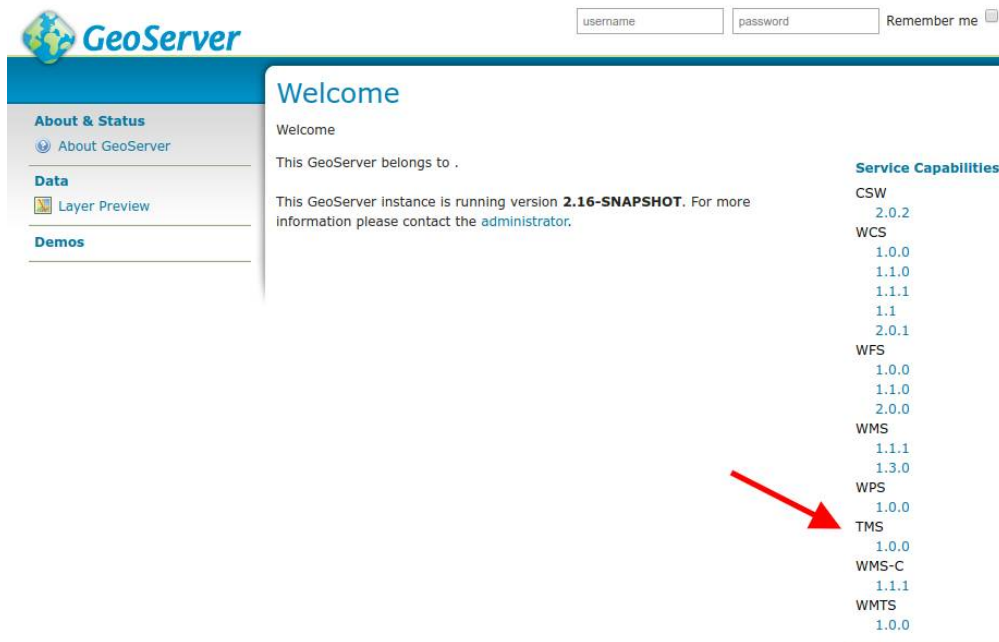 GeoServer
username
password
Remember me
Welcome
About & Status
About GeoServer
Data
Layer Preview
Demos
Welcome
This GeoServer belongs to .
This GeoServer instance is running version 2.16-SNAPSHOT. For more
information please contact the administrator.
Service Capabilities
CSW
2.0.2
WCS
1.0.0
1.1.0
1.1.1
1.1
2.0.1
WFS
1.0.0
1.1.0
2.0.0
WMS
1.1.1
1.3.0
WPS
1.0.0
TMS
1.0.0
WMS-C
1.1.1
WMTS
1.0.0